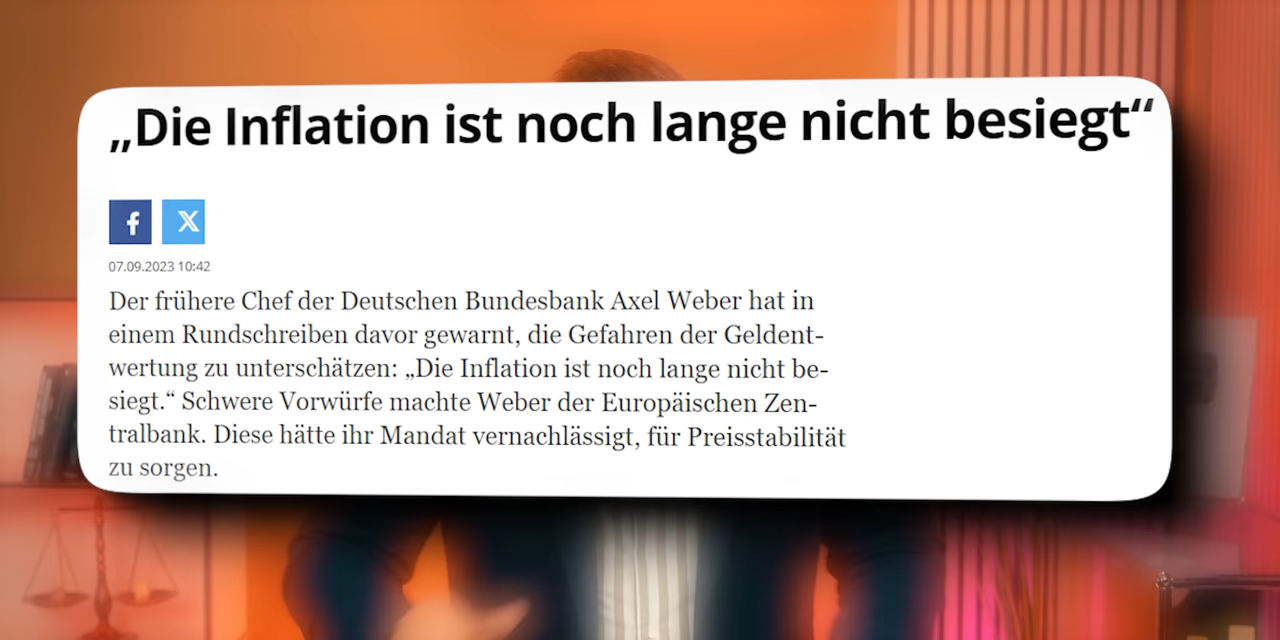 „Die Inflation ist noch lange nicht besiegt“
07.09.2023 10:42
Der frühere Chef der Deutschen Bundesbank Axel Weber hat in
einem Rundschreiben davor gewarnt, die Gefahren der Geldent-
wertung zu unterschätzen: „Die Inflation ist noch lange nicht be-
siegt.“ Schwere Vorwürfe machte Weber der Europäischen Zen-
tralbank. Diese hätte ihr Mandat vernachlässigt, für Preisstabilität
zu sorgen.